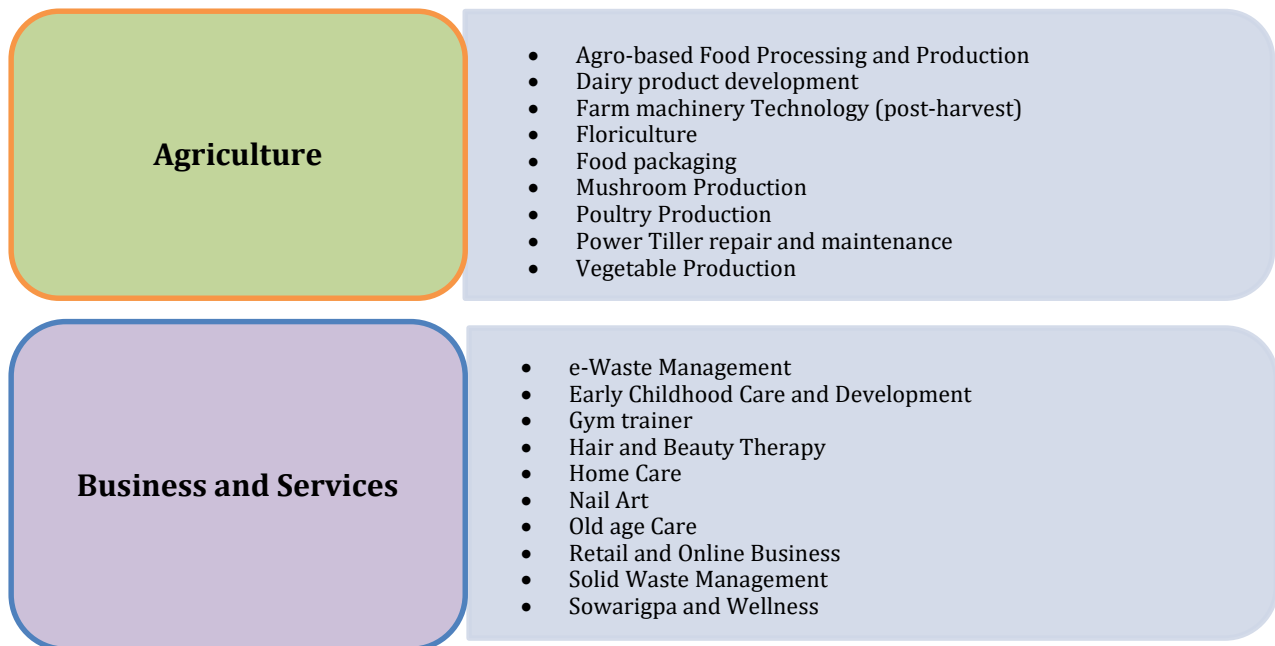 Agriculture
• Agro-based Food Processing and Production
• Dairy product development
• Farm machinery Technology (post-harvest)
• Floriculture
• Food packaging
• Mushroom Production
• Poultry Production
• Power Tiller repair and maintenance
• Vegetable Production
Business and Services
• e-Waste Management
• Early Childhood Care and Development
• Gym trainer
• Hair and Beauty Therapy
• Home Care
• Nail Art
• Old age Care
• Retail and Online Business
• Solid Waste Management
• Sowarigpa and Wellness